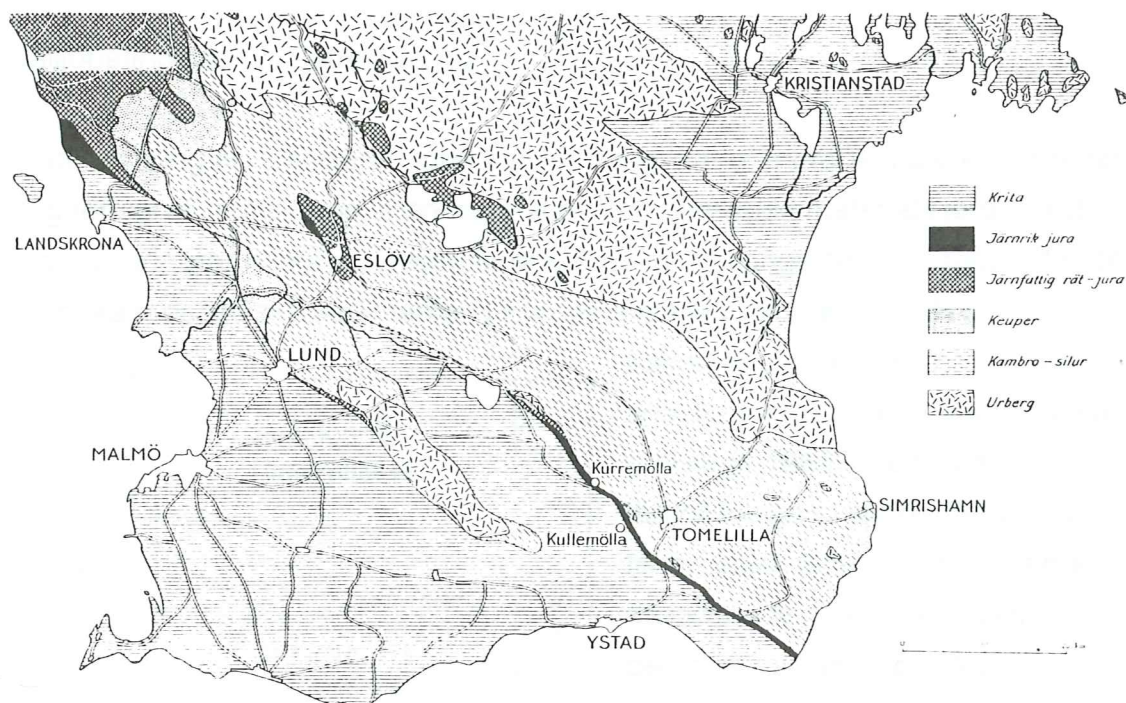 KRISTIANSTAD
LANDSKRONA
ESLÖV
LUND
MALMÖ
Kurremölla
Kullemölla
TOMELILLA
SIMRISHAMN
YSTAD
Krita
Järnrik jura
Järnfattig rät-jura
Keuper
Kambro-silur
Urberg
0